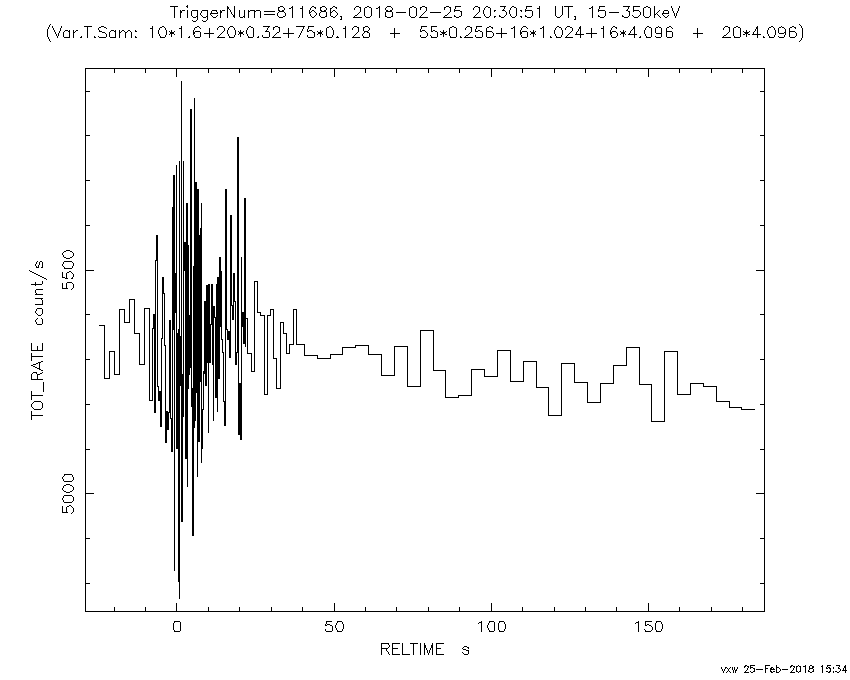 TriggerNum=811686, 2018-02-25 20:30:51 UT, 15-350keV
(Var.T.Sam: 10*1.6+20*0.32+75*0.128 + 55*0.256+16*1.024+16*4.096 + 20*4.096)
TOT_RATE count/s
5500
5000
0 50 100 150
RELTIME s
vxw 25-Feb-2018 15:34